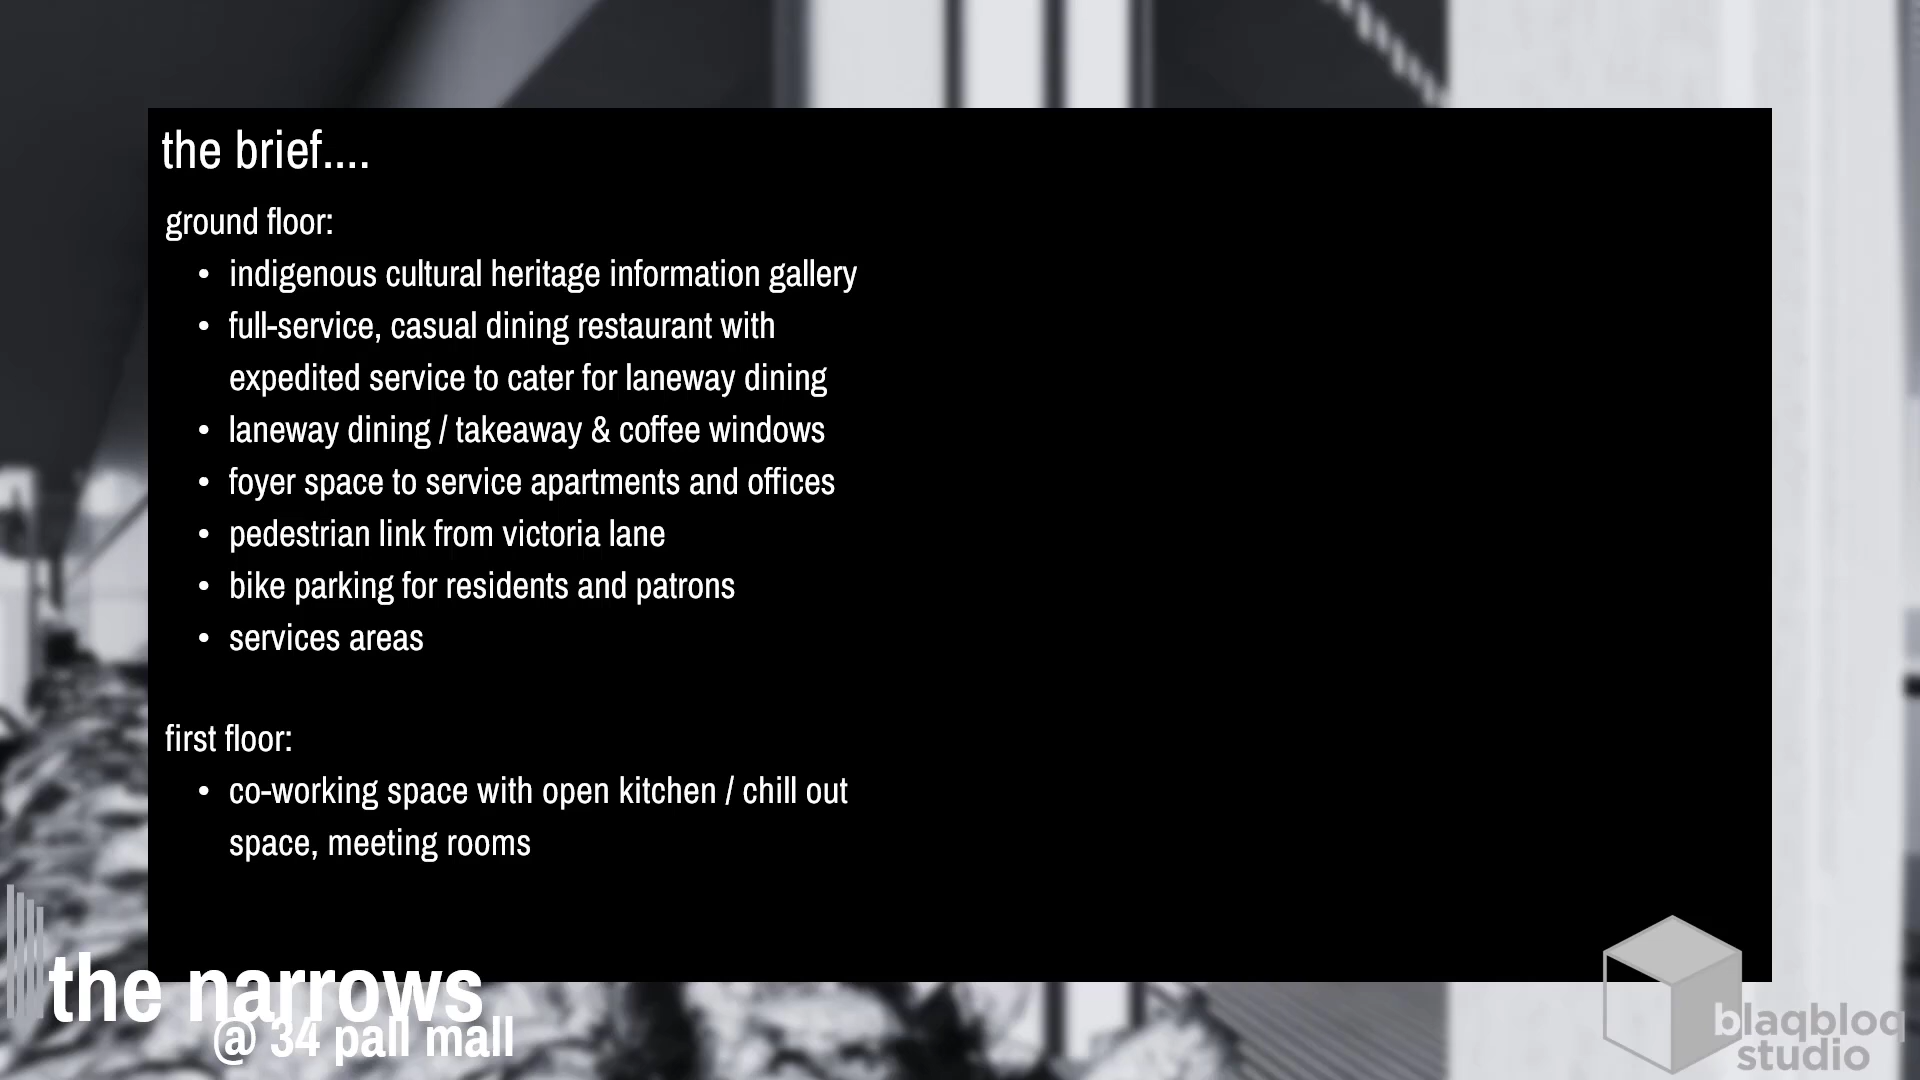 the brief....
ground floor:
• indigenous cultural heritage information gallery
• full-service, casual dining restaurant with
expedited service to cater for laneway dining
• laneway dining / takeaway & coffee windows
• foyer space to service apartments and offices
• pedestrian link from victoria lane
• bike parking for residents and patrons
• services areas
first floor:
• co-working space with open kitchen / chill out
space, meeting rooms
the narrows
@ 34 pall mall
blaqbloq
studio